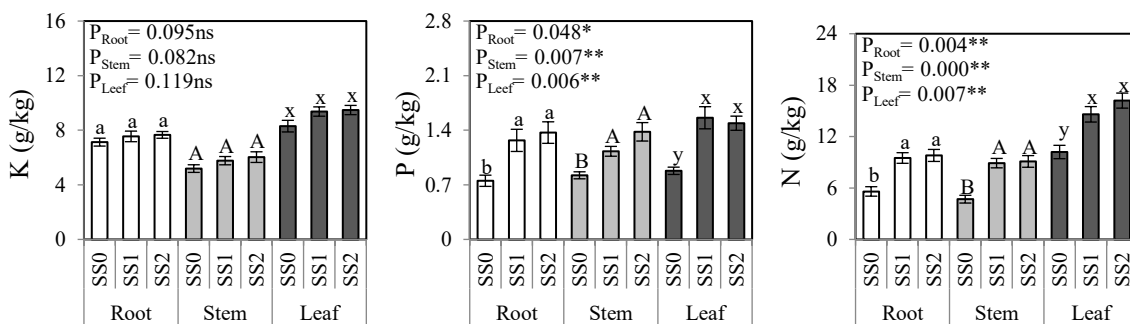 K (g/kg)
16
12
8
4
0
P_Root= 0.095ns
P_Stem= 0.082ns
P_Leef= 0.119ns
a a a A A A x x x
SS0 SS1 SS2 SS0 SS1 SS2 SS0 SS1 SS2
Root Stem Leaf
P (g/kg)
2.8
2.1
1.4
0.7
0
P_Root= 0.048*
P_Stem= 0.007**
P_Leef= 0.006**
b a a B A A y x x
SS0 SS1 SS2 SS0 SS1 SS2 SS0 SS1 SS2
Root Stem Leaf
N (g/kg)
24
18
12
6
0
P_Root= 0.004**
P_Stem= 0.000**
P_Leef= 0.007**
b a a B A A y x x
SS0 SS1 SS2 SS0 SS1 SS2 SS0 SS1 SS2
Root Stem Leaf